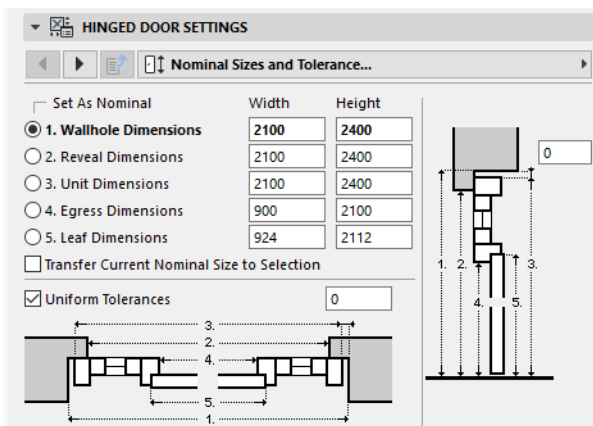 HINGED DOOR SETTINGS
Nominal Sizes and Tolerance...
Set As Nominal Width Height
1. Wallhole Dimensions 2100 2400
2. Reveal Dimensions 2100 2400
3. Unit Dimensions 2100 2400
4. Egress Dimensions 900 2100
5. Leaf Dimensions 924 2112
Transfer Current Nominal Size to Selection
Uniform Tolerances 0
3.
2.
4.
5.
1.
0
1. 2. 3.
4. 5.